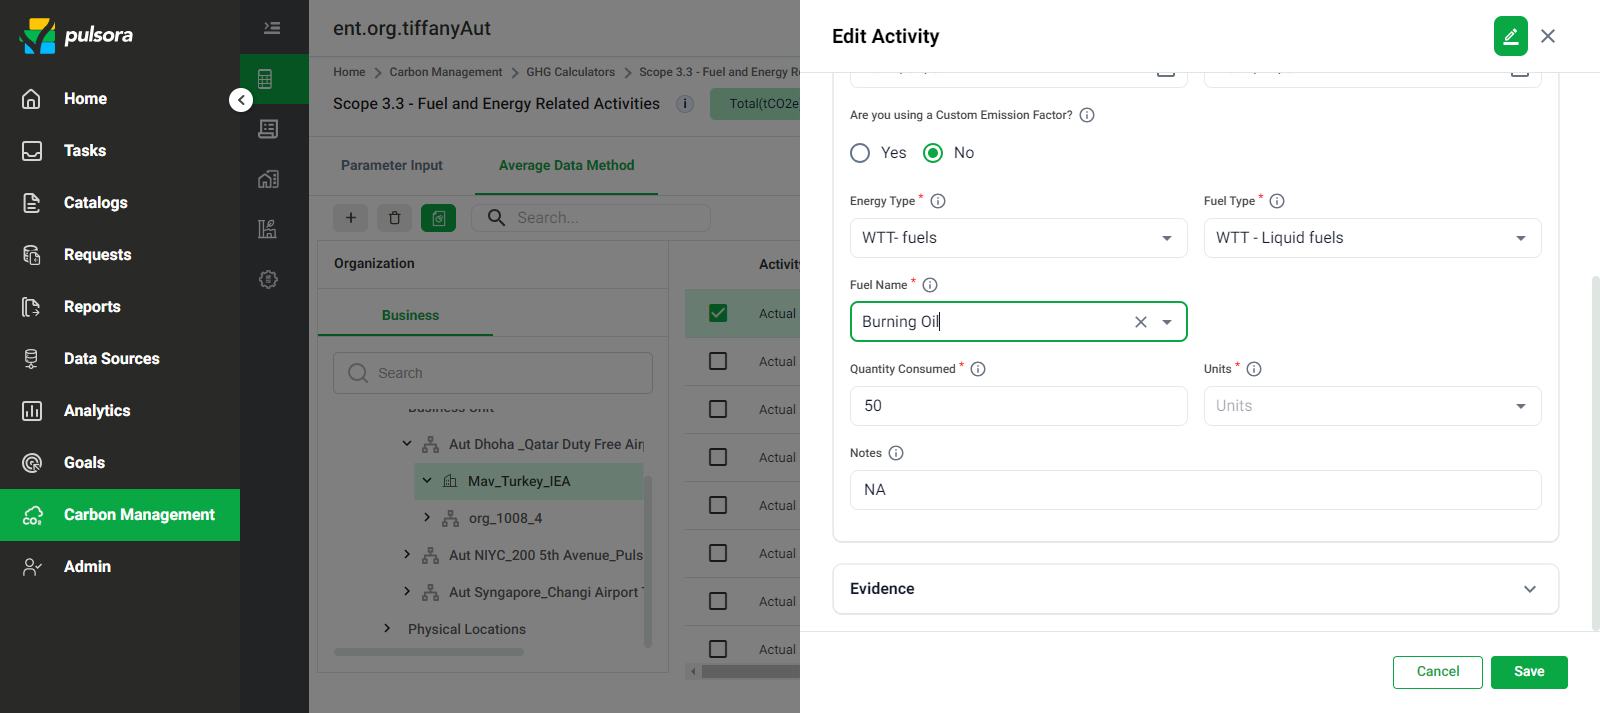 pulsora
Home
Tasks
Catalogs
Requests
Reports
Data Sources
Analytics
Goals
Carbon Management
Admin
ent.org.tiffanyAut
Home > Carbon Management > GHG Calculators > Scope 3.3 - Fuel and Energy R
Scope 3.3 - Fuel and Energy Related Activities
Total(tCO2e
Parameter Input
Average Data Method
Search...
Organization
Business
Search
Business Unit
Aut Dhoha _Qatar Duty Free Air
Mav_Turkey_IEA
org_1008_4
Aut NIYC_200 5th Avenue_Puls
Aut Syngapore_Changi Airport
Physical Locations
Activity
Actual
Actual
Actual
Actual
Actual
Actual
Actual
Actual
Edit Activity
Are you using a Custom Emission Factor?
Yes No
Energy Type * Fuel Type *
WTT- fuels WTT - Liquid fuels
Fuel Name *
Burning Oil
Quantity Consumed * Units *
50 Units
Notes
NA
Evidence
Cancel Save